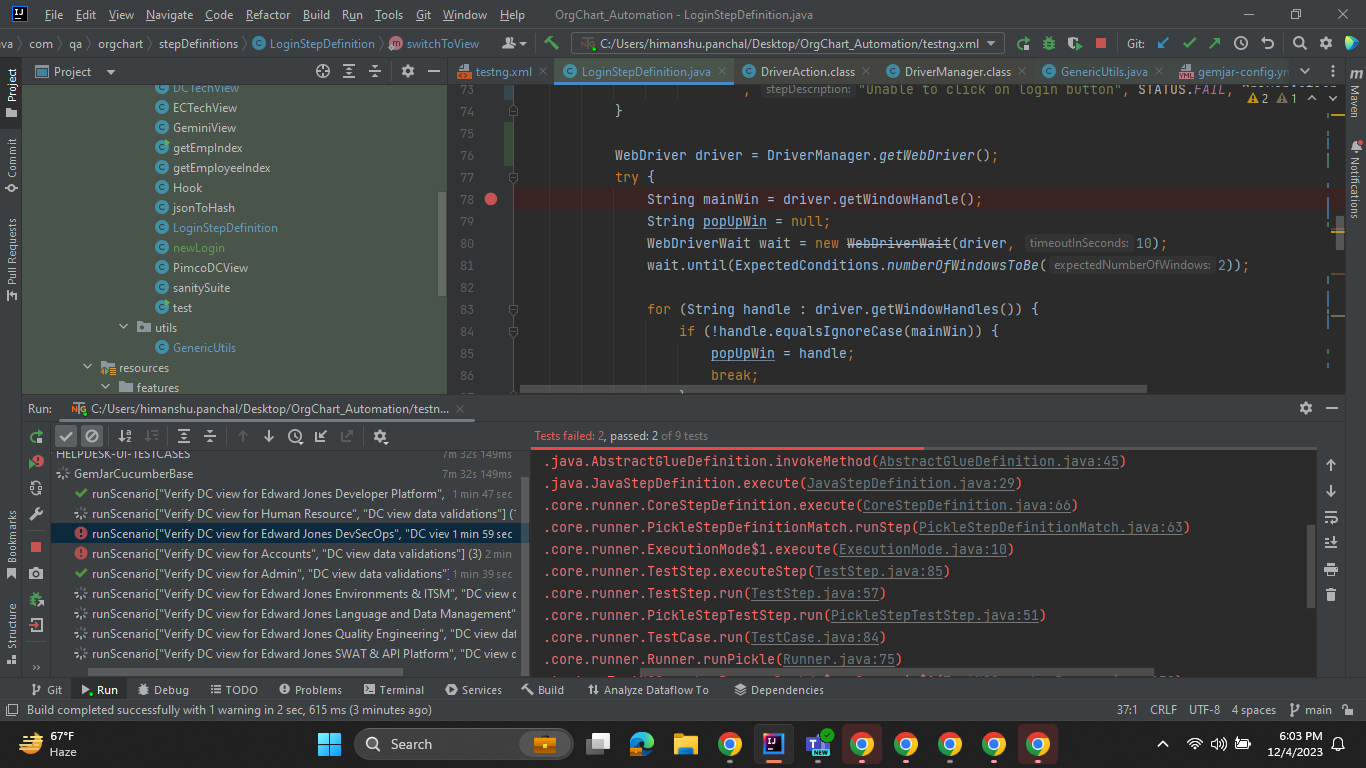 File Edit View Navigate Code Refactor Build Run Tools Git Window Help OrgChart_Automation - LoginStepDefinition.java
va com qa orgchart stepDefinitions LoginStepDefinition switchToView C:/Users/himanshu.panchal/Desktop/OrgChart_Automation/testng.xml Git:
Project
testng.xml LoginStepDefinition.java DriverAction.class DriverManager.class GenericUtils.java gemjar-config.yn
Project
Commit
Pull Requests
Bookmarks
Structure
DCTechView
ECTechView
GeminiView
getEmpIndex
getEmployeeIndex
Hook
jsonToHash
LoginStepDefinition
newLogin
PimcoDCView
sanitySuite
test
utils
GenericUtils
resources
features
73 , stepDescription: "Unable to click on login button", STATUS.FAIL,
2 1
74 }
75
76 WebDriver driver = DriverManager.getWebDriver();
77 try {
78 String mainWin = driver.getWindowHandle();
79 String popUpWin = null;
80 WebDriverWait wait = new WebDriverWait(driver, timeoutInSeconds: 10);
81 wait.until(ExpectedConditions.numberOfWindowsToBe( expectedNumberOfWindows: 2));
82
83 for (String handle : driver.getWindowHandles()) {
84 if (!handle.equalsIgnoreCase(mainWin)) {
85 popUpWin = handle;
86 break;
Maven
Notifications
Run: C:/Users/himanshu.panchal/Desktop/OrgChart_Automation/testn...
Tests failed: 2, passed: 2 of 9 tests
HELPDESK-UI-TESTCASES 7m 32s 149ms
GemJarCucumberBase 7m 32s 149ms
runScenario["Verify DC view for Edward Jones Developer Platform", 1 min 47 sec
runScenario["Verify DC view for Human Resource", "DC view data validations"] (1
runScenario["Verify DC view for Edward Jones DevSecOps", "DC view 1 min 59 sec
runScenario["Verify DC view for Accounts", "DC view data validations"] (3) 2 min
runScenario["Verify DC view for Admin", "DC view data validations"] 1 min 39 sec
runScenario["Verify DC view for Edward Jones Environments & ITSM", "DC view d
runScenario["Verify DC view for Edward Jones Language and Data Management"
runScenario["Verify DC view for Edward Jones Quality Engineering", "DC view dat
runScenario["Verify DC view for Edward Jones SWAT & API Platform", "DC view d
.java.AbstractGlueDefinition.invokeMethod(AbstractGlueDefinition.java:45)
.java.JavaStepDefinition.execute(JavaStepDefinition.java:29)
.core.runner.CoreStepDefinition.execute(CoreStepDefinition.java:66)
.core.runner.PickleStepDefinitionMatch.runStep(PickleStepDefinitionMatch.java:63)
.core.runner.ExecutionMode$1.execute(ExecutionMode.java:10)
.core.runner.TestStep.executeStep(TestStep.java:85)
.core.runner.TestStep.run(TestStep.java:57)
.core.runner.PickleStepTestStep.run(PickleStepTestStep.java:51)
.core.runner.TestCase.run(TestCase.java:84)
.core.runner.Runner.runPickle(Runner.java:75)
Git Run Debug TODO Problems Terminal Services Build Analyze Dataflow To Dependencies
Build completed successfully with 1 warning in 2 sec, 615 ms (3 minutes ago) 37:1 CRLF UTF-8 4 spaces main
67°F
Haze
Search
NEW
6:03 PM
12/4/2023